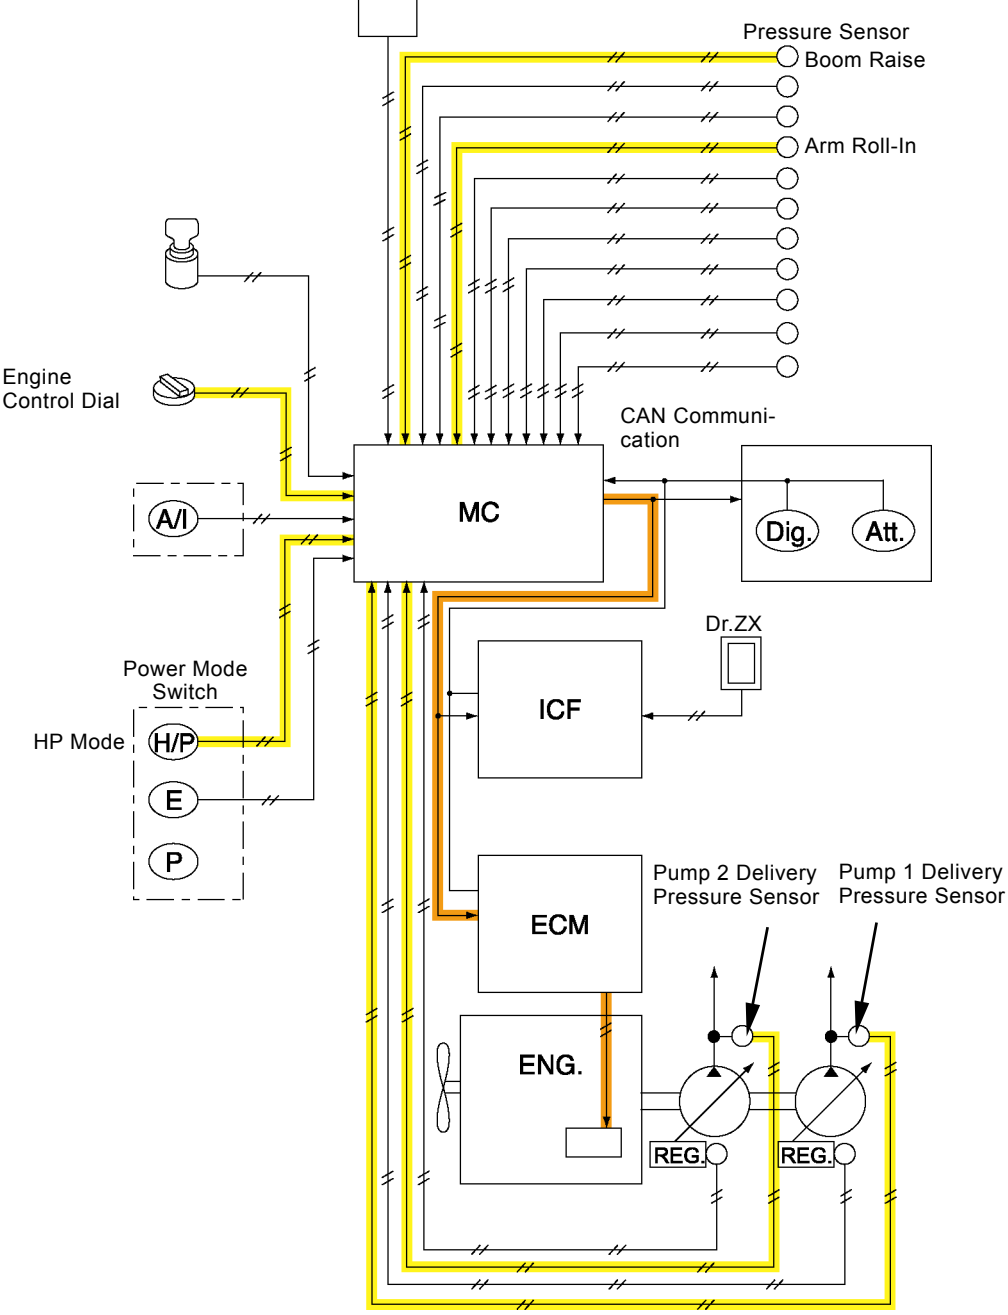 Pressure Sensor
Boom Raise
Arm Roll-In
Engine
Control Dial
CAN Communi-
cation
MC
A/I
Dig.
Att.
Dr.ZX
Power Mode
Switch
ICF
HP Mode
H/P
E
P
Pump 2 Delivery
Pressure Sensor
Pump 1 Delivery
Pressure Sensor
ECM
ENG.
REG.
REG.